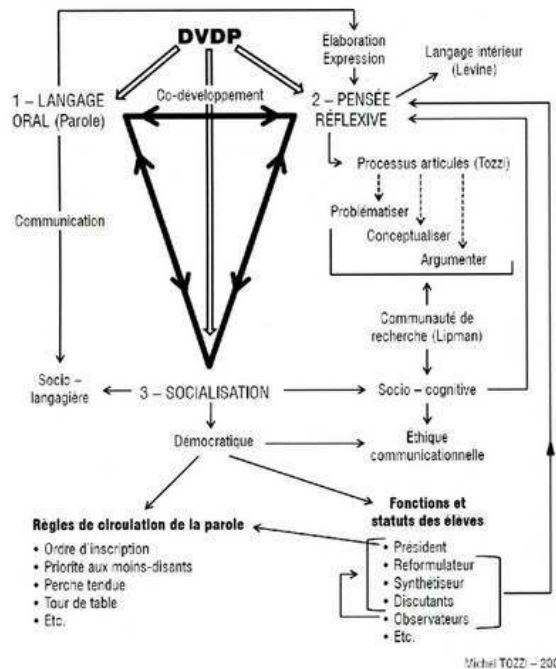 DVDP
Elaboration
Expression
Langage intérieur
(Lévine)
1 – LANGAGE
ORAL (Parole)
Co-développement
2 – PENSÉE
RÉFLEXIVE
Processus articulés (Tozzi)
Communication
Problématiser
Conceptualiser
Argumenter
Communauté de
recherche (Lipman)
Socio –
langagière
3 – SOCIALISATION
Socio – cognitive
Démocratique
Éthique
communicationnelle
Règles de circulation de la parole
• Ordre d'inscription
• Priorité aux moins-disants
• Perche tendue
• Tour de table
• Etc.
Fonctions et
statuts des élèves
• Président
• Reformulateur
• Synthétiseur
• Discutants
• Observateurs
• Etc.
Michel TOZZI –